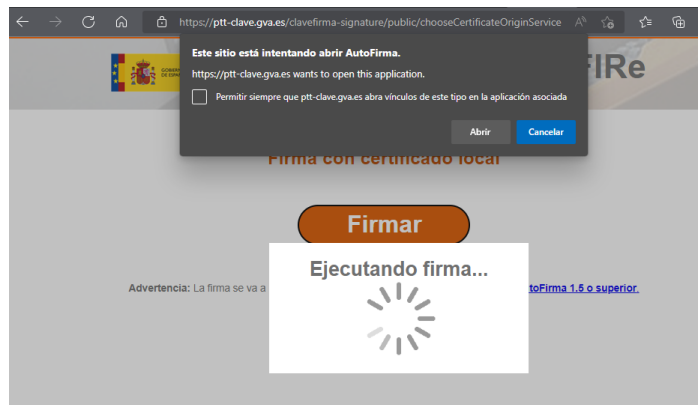 https://ptt-clave.gva.es/clavefirma-signature/public/chooseCertificateOriginService
Este sitio está intentando abrir AutoFirma.
https://ptt-clave.gva.es wants to open this application.
Permitir siempre que ptt-clave.gva.es abra vínculos de este tipo en la aplicación asociada
Abrir
Cancelar
FIRe
Firma con certificado local
Firmar
Ejecutando firma...
Advertencia: La firma se va a
toFirma 1.5 o superior.